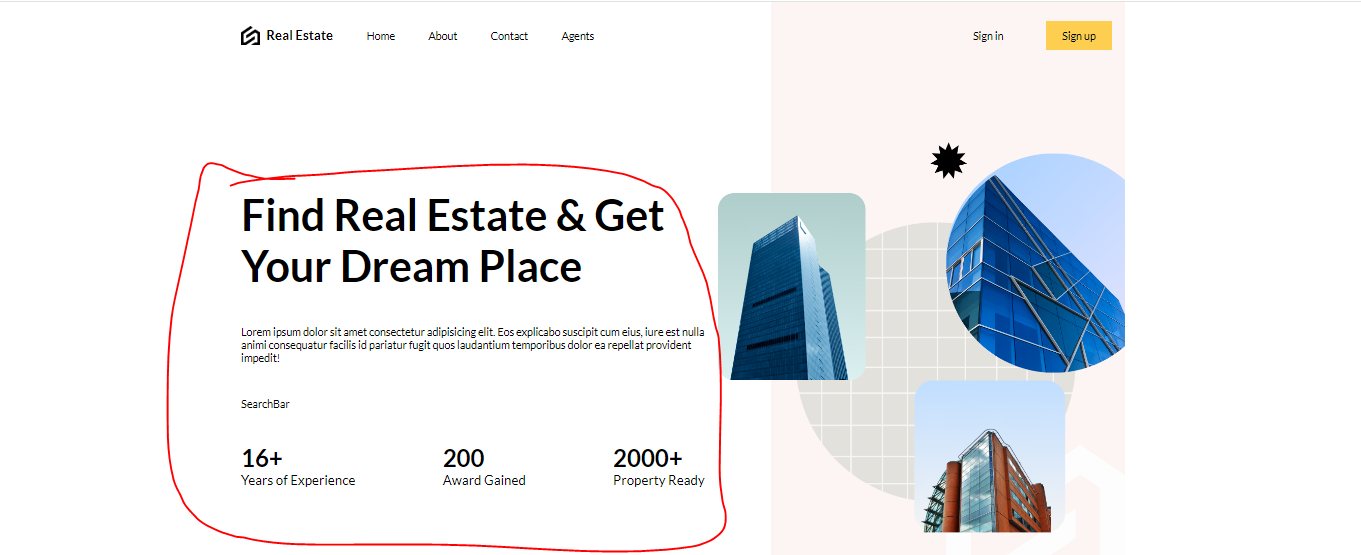 Real Estate
Home
About
Contact
Agents
Sign in
Sign up
Find Real Estate & Get
Your Dream Place
Lorem ipsum dolor sit amet consectetur adipisicing elit. Eos explicabo suscipit cum eius, iure est nulla
animi consequatur facilis id pariatur fugit quos laudantium temporibus dolor ea repellat provident
impedit!
SearchBar
16+
Years of Experience
200
Award Gained
2000+
Property Ready